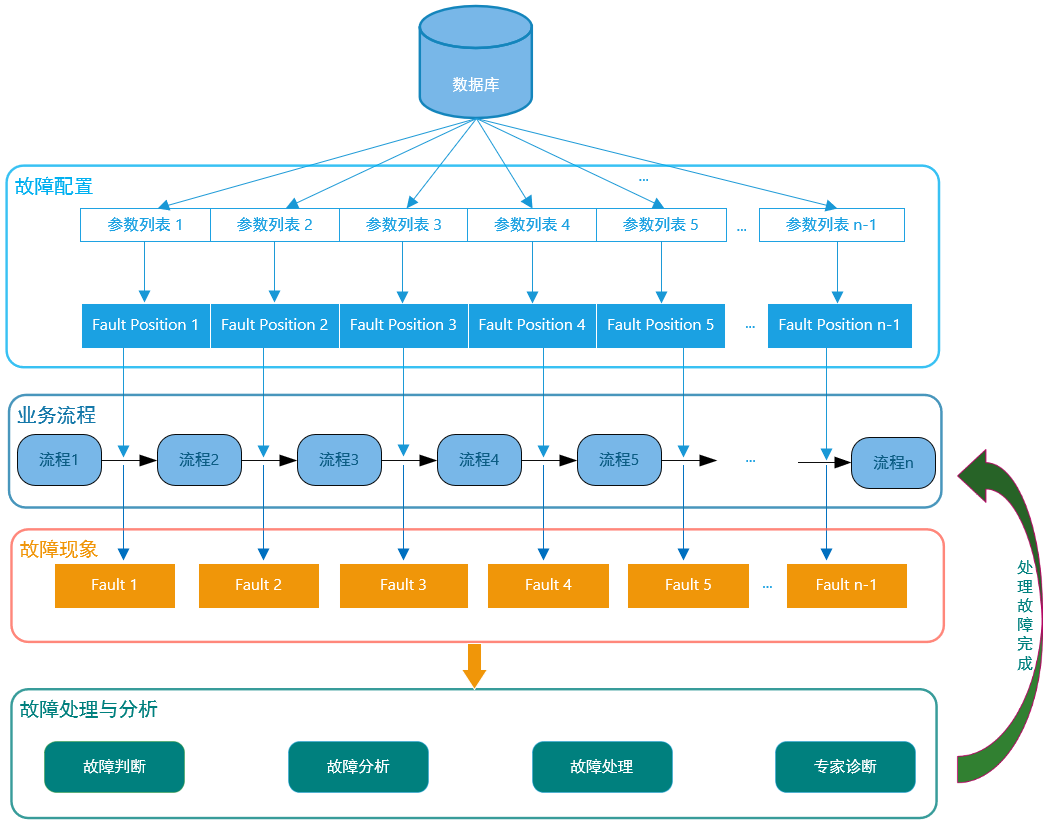 数据库
...
故障配置
参数列表 1
参数列表 2
参数列表 3
参数列表 4
参数列表 5
...
参数列表 n-1
Fault Position 1
Fault Position 2
Fault Position 3
Fault Position 4
Fault Position 5
...
Fault Position n-1
业务流程
流程1
流程2
流程3
流程4
流程5
...
流程n
故障现象
Fault 1
Fault 2
Fault 3
Fault 4
Fault 5
...
Fault n-1
处理故障完成
故障处理与分析
故障判断
故障分析
故障处理
专家诊断